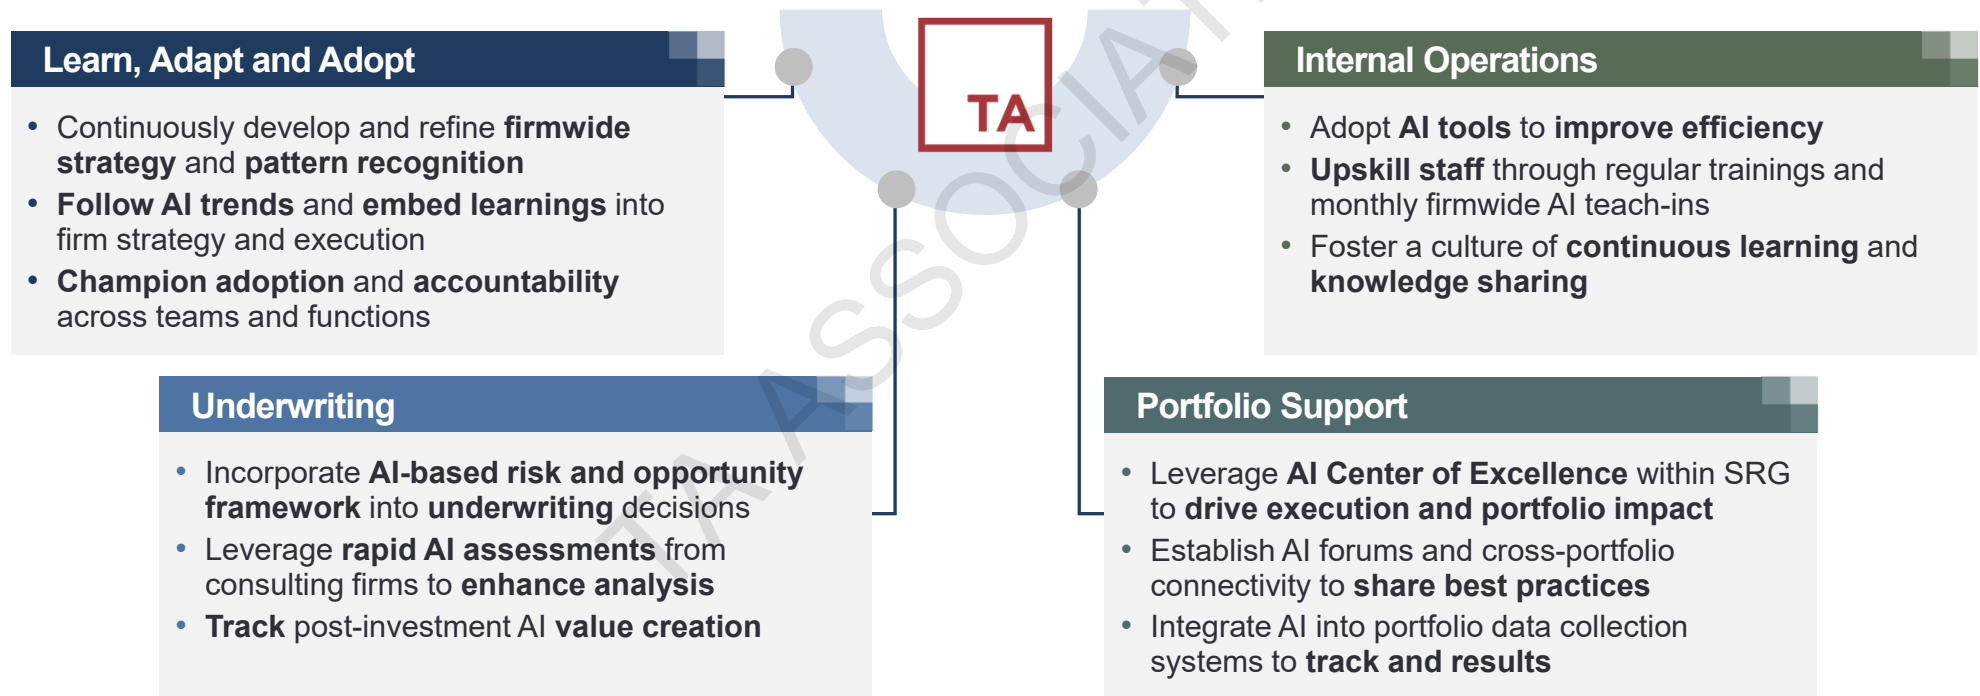 Learn, Adapt and Adopt
• Continuously develop and refine firmwide
strategy and pattern recognition
• Follow AI trends and embed learnings into
firm strategy and execution
• Champion adoption and accountability
across teams and functions
TA
Internal Operations
• Adopt AI tools to improve efficiency
• Upskill staff through regular trainings and
monthly firmwide AI teach-ins
• Foster a culture of continuous learning and
knowledge sharing
Underwriting
• Incorporate AI-based risk and opportunity
framework into underwriting decisions
• Leverage rapid AI assessments from
consulting firms to enhance analysis
• Track post-investment AI value creation
Portfolio Support
• Leverage AI Center of Excellence within SRG
to drive execution and portfolio impact
• Establish AI forums and cross-portfolio
connectivity to share best practices
• Integrate AI into portfolio data collection
systems to track and results
TA ASSOCIAT